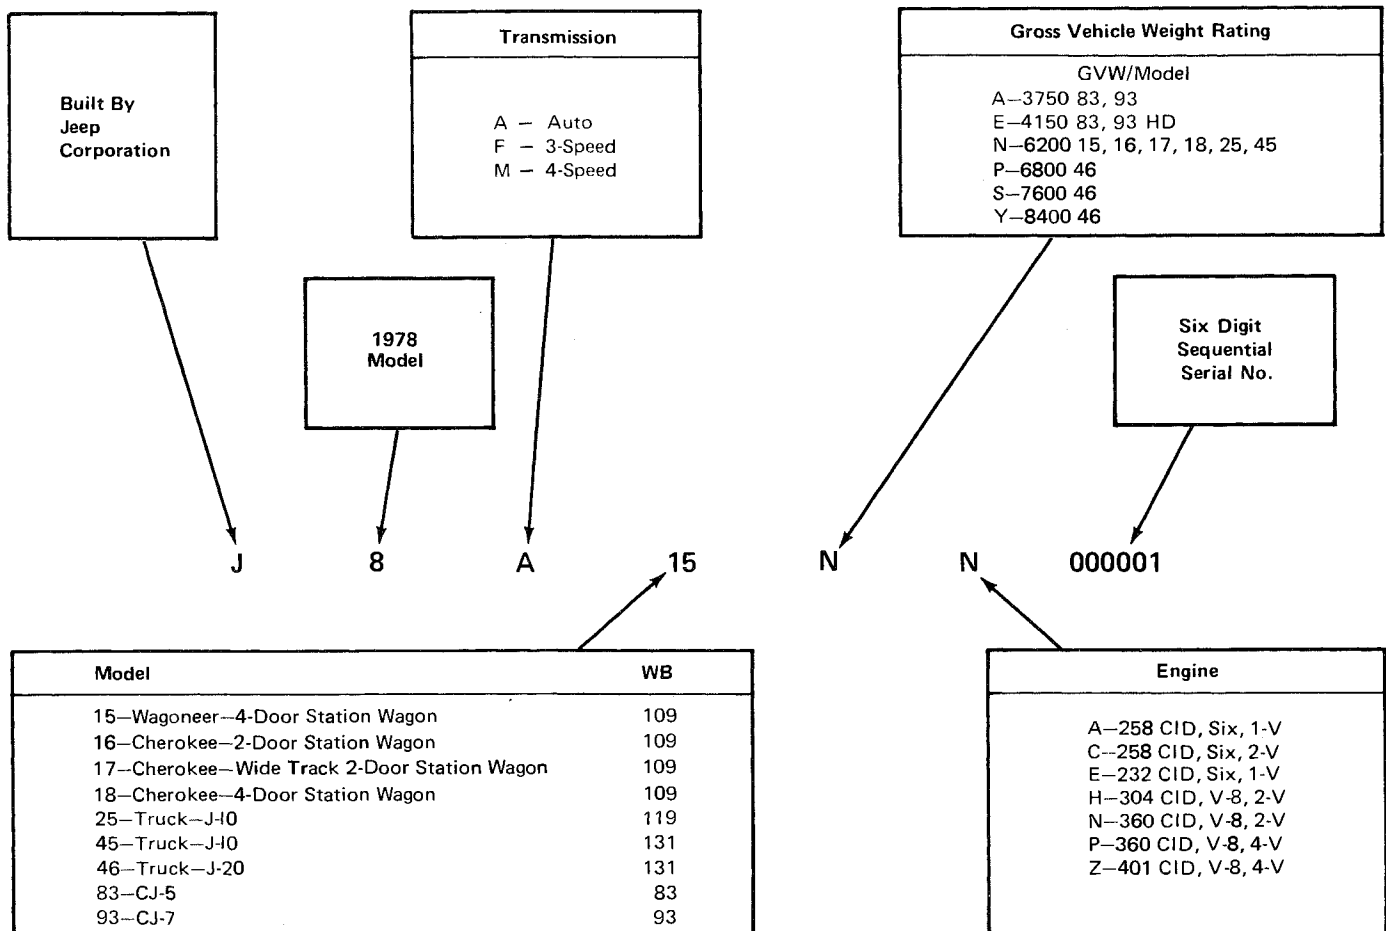 Built By
Jeep
Corporation
Transmission
A — Auto
F — 3-Speed
M — 4-Speed
Gross Vehicle Weight Rating
GVW/Model
A—3750 83, 93
E—4150 83, 93 HD
N—6200 15, 16, 17, 18, 25, 45
P—6800 46
S—7600 46
Y—8400 46
1978
Model
Six Digit
Sequential
Serial No.
J 8 A 15 N N 000001
Model WB
15—Wagoneer—4-Door Station Wagon 109
16—Cherokee—2-Door Station Wagon 109
17—Cherokee—Wide Track 2-Door Station Wagon 109
18—Cherokee—4-Door Station Wagon 109
25—Truck—J-10 119
45—Truck—J-10 131
46—Truck—J-20 131
83—CJ-5 83
93—CJ-7 93
Engine
A—258 CID, Six, 1-V
C—258 CID, Six, 2-V
E—232 CID, Six, 1-V
H—304 CID, V-8, 2-V
N—360 CID, V-8, 2-V
P—360 CID, V-8, 4-V
Z—401 CID, V-8, 4-V